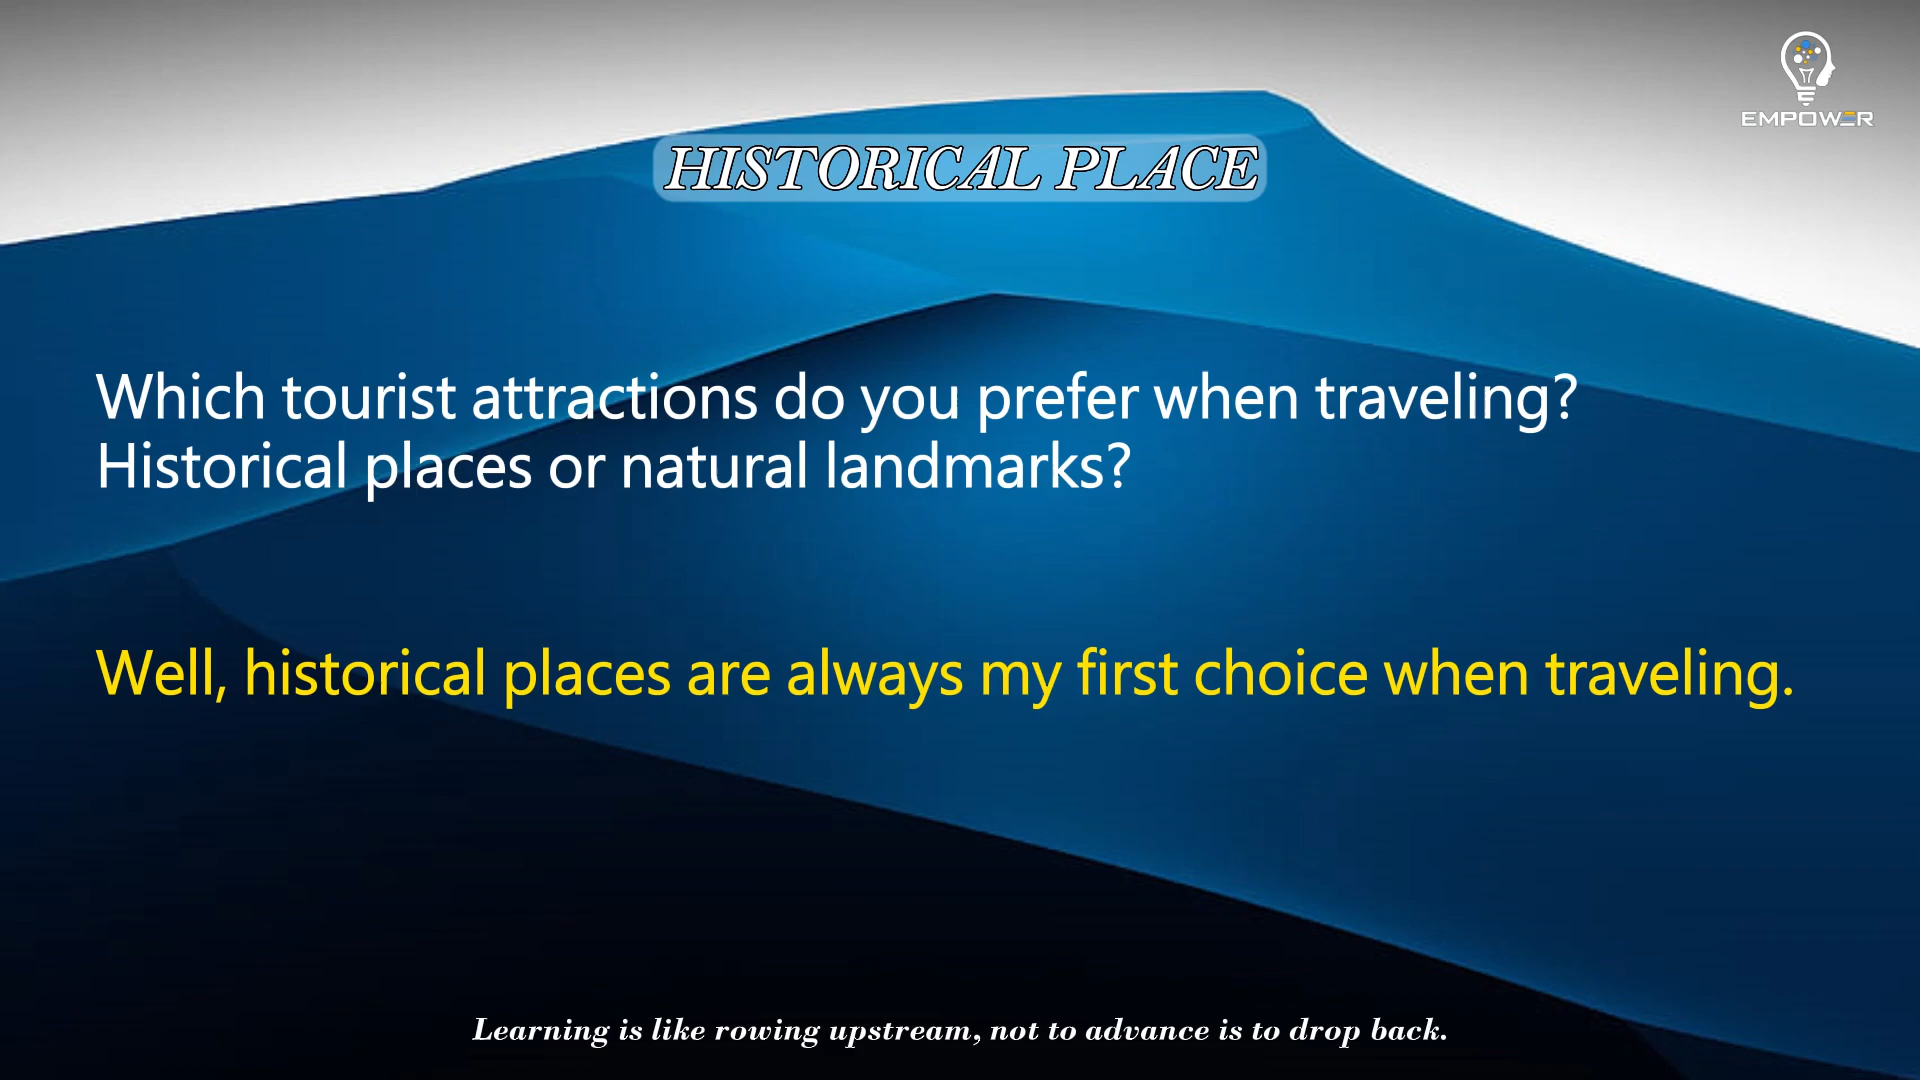 EMPOWER
HISTORICAL PLACE
Which tourist attractions do you prefer when traveling?
Historical places or natural landmarks?
Well, historical places are always my first choice when traveling.
Learning is like rowing upstream, not to advance is to drop back.